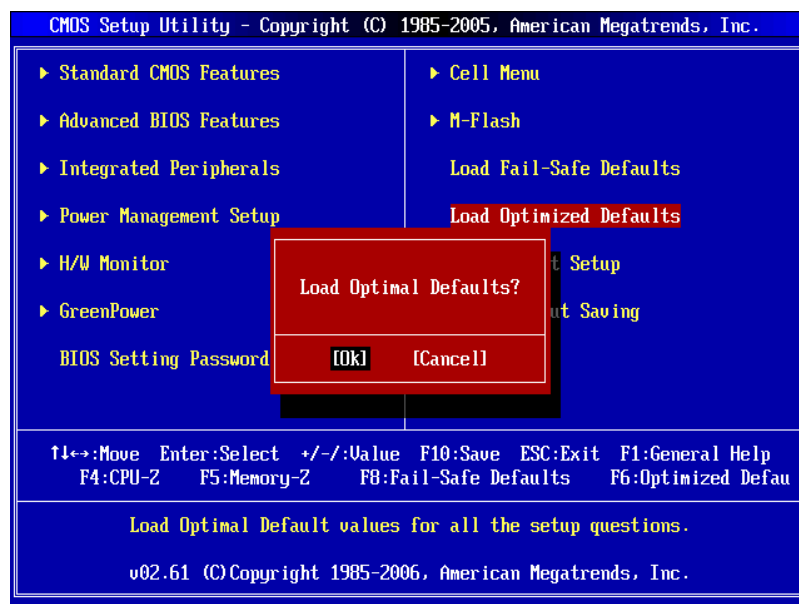 CMOS Setup Utility - Copyright (C) 1985-2005, American Megatrends, Inc.
Standard CMOS Features
Advanced BIOS Features
Integrated Peripherals
Power Management Setup
H/W Monitor
GreenPower
BIOS Setting Password
Cell Menu
M-Flash
Load Fail-Safe Defaults
Load Optimized Defaults
Setup
Saving
Load Optimal Defaults?
[Ok] [Cancel]
↑↓←→:Move Enter:Select +/-/:Value F10:Save ESC:Exit F1:General Help
F4:CPU-Z F5:Memory-Z F8:Fail-Safe Defaults F6:Optimized Defau
Load Optimal Default values for all the setup questions.
v02.61 (C)Copyright 1985-2006, American Megatrends, Inc.